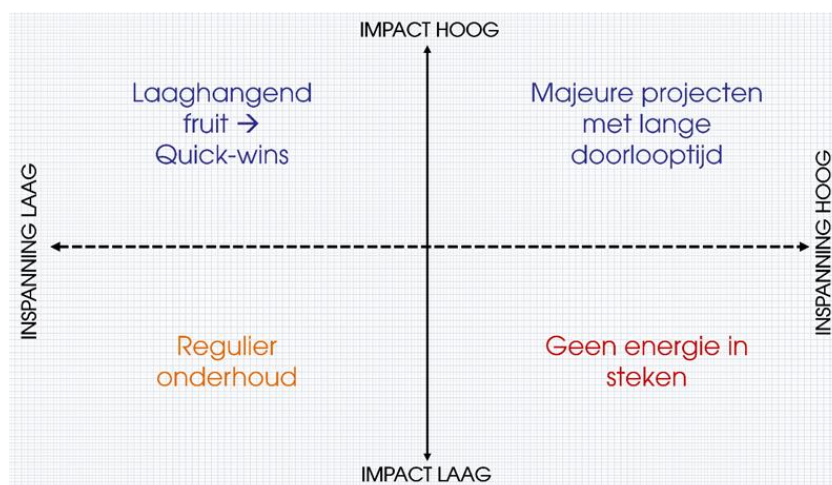 IMPACT HOOG
Laaghangend
fruit →
Quick-wins
Majeure projecten
met lange
doorlooptijd
INSPANNING LAAG
INISPANNING HOOG
Regulier
onderhoud
Geen energie in
steken
IMPACT LAAG